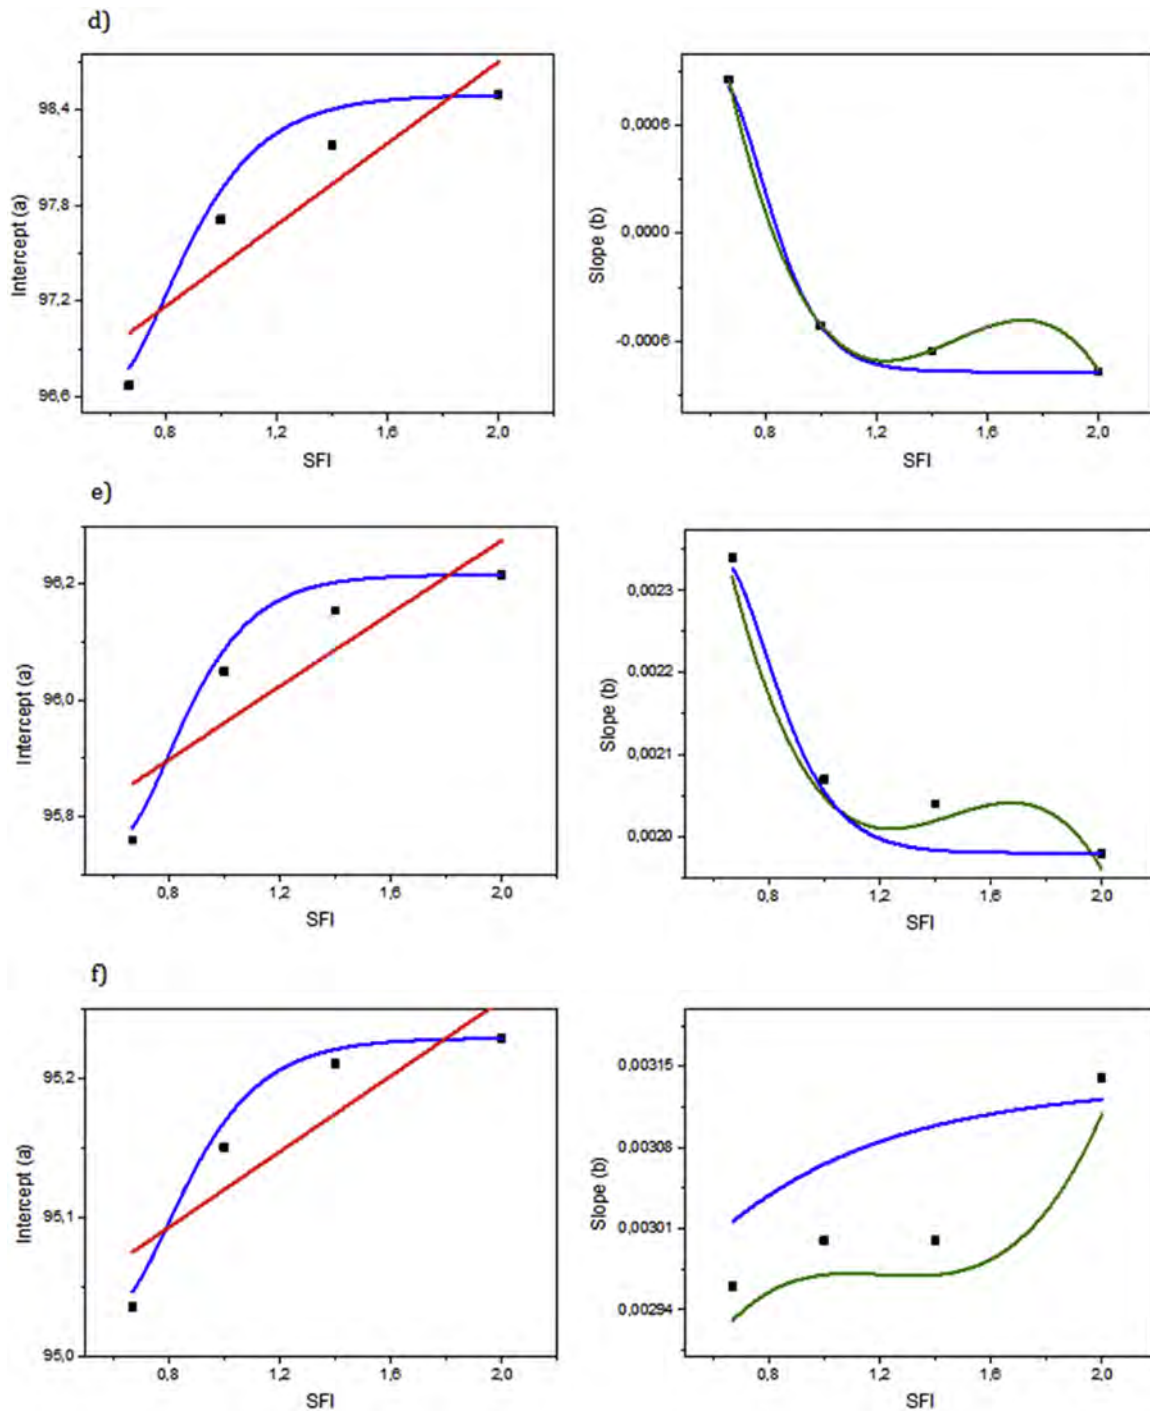 d)
98,4
97,8
97,2
96,6
Intercept (a)
0,8 1,2 1,6 2,0
SFI
0,0006
0,0000
-0,0006
Slope (b)
0,8 1,2 1,6 2,0
SFI
e)
96,2
96,0
95,8
Intercept (a)
0,8 1,2 1,6 2,0
SFI
0,0023
0,0022
0,0021
0,0020
Slope (b)
0,8 1,2 1,6 2,0
SFI
f)
95,2
95,1
95,0
Intercept (a)
0,8 1,2 1,6 2,0
SFI
0,00315
0,00308
0,00301
0,00294
Slope (b)
0,8 1,2 1,6 2,0
SFI